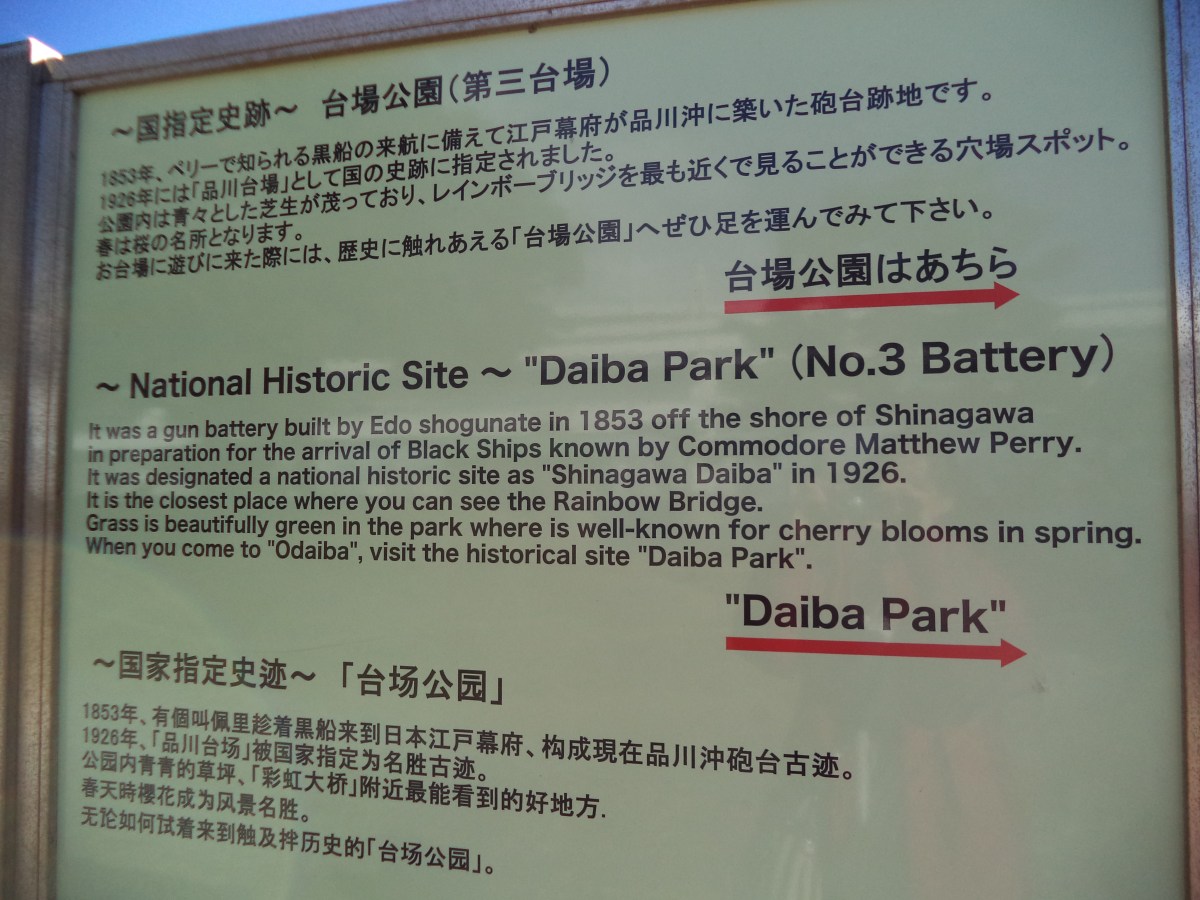 ～国指定史跡～ 台場公園（第三台場）
1853年、ペリーで知られる黒船の来航に備えて江戸幕府が品川沖に築いた砲台跡地です。
1926年には「品川台場」として国の史跡に指定されました。
公園内は青々とした芝生が茂っており、レインボーブリッジを最も近くで見ることができる穴場スポット。
春は桜の名所となります。
お台場に遊びに来た際には、歴史に触れあえる「台場公園」へぜひ足を運んでみて下さい。
台場公園はあちら
～ National Historic Site ～ "Daiba Park"（No.3 Battery）
It was a gun battery built by Edo shogunate in 1853 off the shore of Shinagawa
in preparation for the arrival of Black Ships known by Commodore Matthew Perry.
It was designated a national historic site as "Shinagawa Daiba" in 1926.
It is the closest place where you can see the Rainbow Bridge.
Grass is beautifully green in the park where is well-known for cherry blooms in spring.
When you come to "Odaiba", visit the historical site "Daiba Park".
"Daiba Park"
～国家指定史迹～「台场公园」
1853年、有個叫佩里趁着黒船来到日本江戸幕府、构成現在品川沖砲台古迹。
1926年、「品川台场」被国家指定为名胜古迹。
公园内青青的草坪、「彩虹大桥」附近最能看到的好地方.
春天時櫻花成为风景名胜。
无论如何试着来到触及拌历史的「台场公园」。